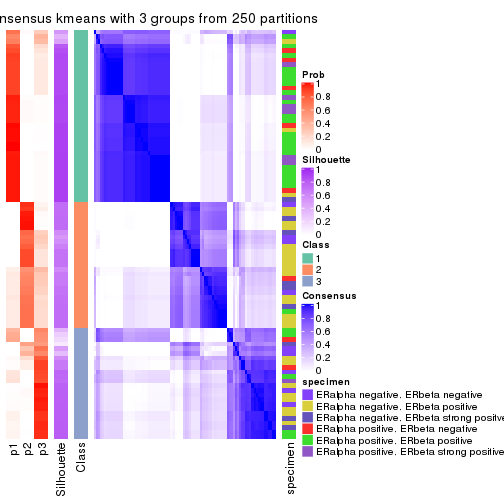 nsensus kmeans with 3 groups from 250 partitions
Prob
1
0.8
0.6
0.4
0.2
0
Silhouette
1
0.8
0.6
0.4
0.2
0
Class
1
2
3
Consensus
1
0.8
0.6
0.4
0.2
0
specimen
ERalpha negative. ERbeta negative
ERalpha negative. ERbeta positive
ERalpha negative. ERbeta strong positive
ERalpha positive. ERbeta negative
ERalpha positive. ERbeta positive
ERalpha positive. ERbeta strong positive
p1
p2
p3
Silhouette
Class
specimen